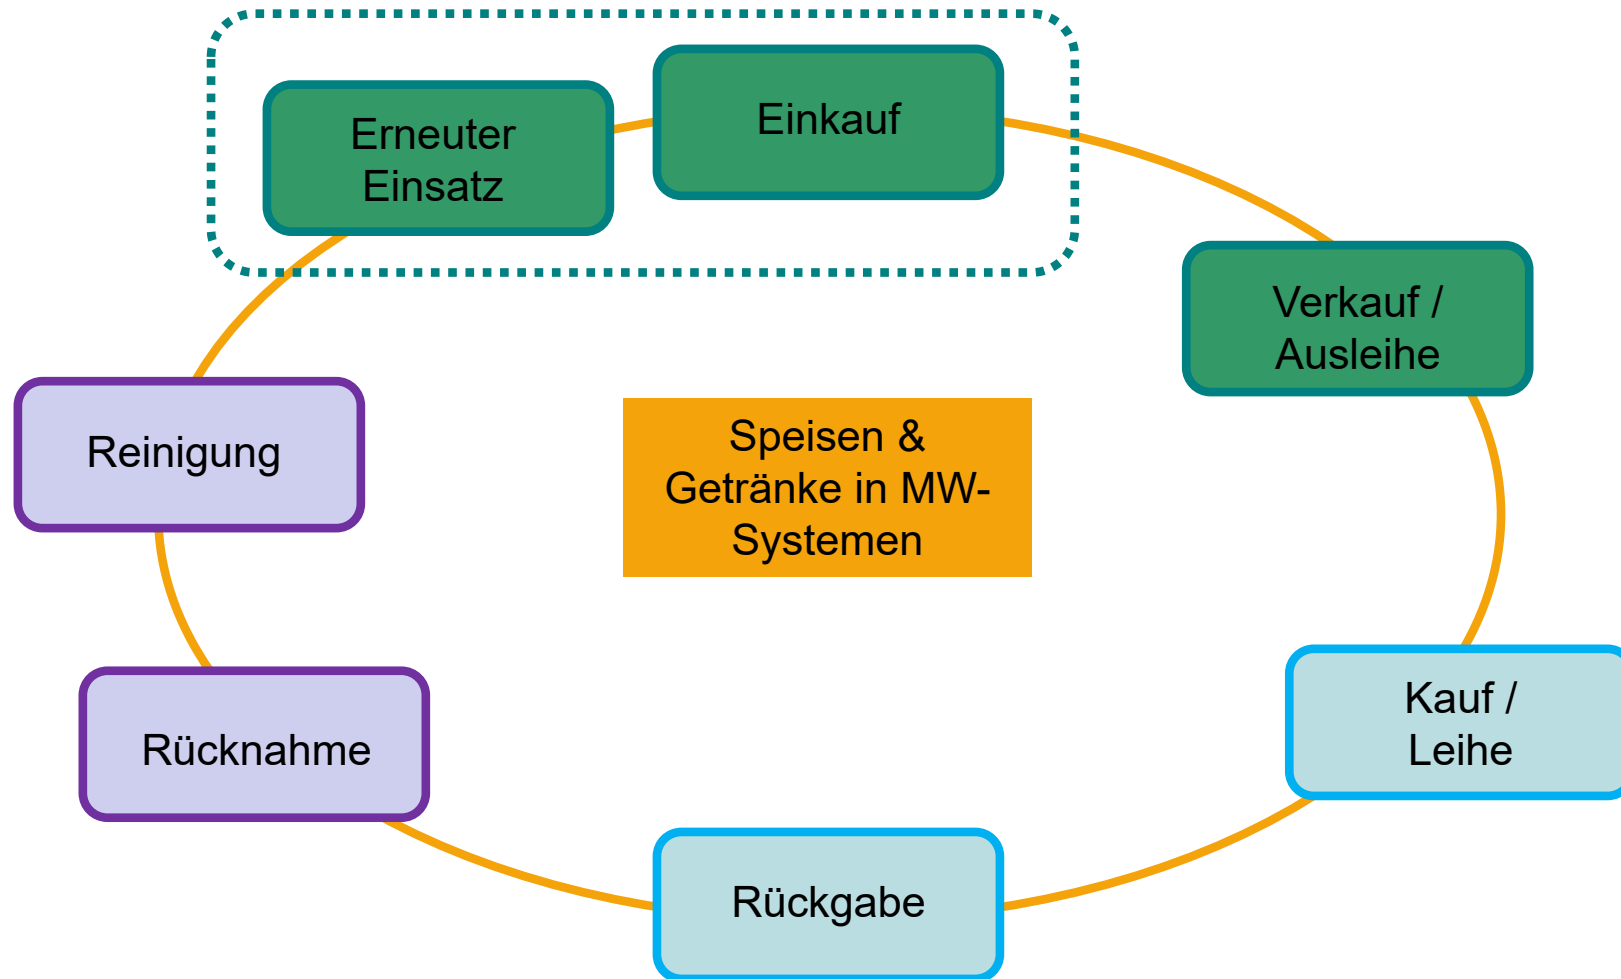 Erneuter
Einsatz
Einkauf
Verkauf /
Ausleihe
Reinigung
Speisen &
Getränke in MW-
Systemen
Kauf /
Leihe
Rücknahme
Rückgabe